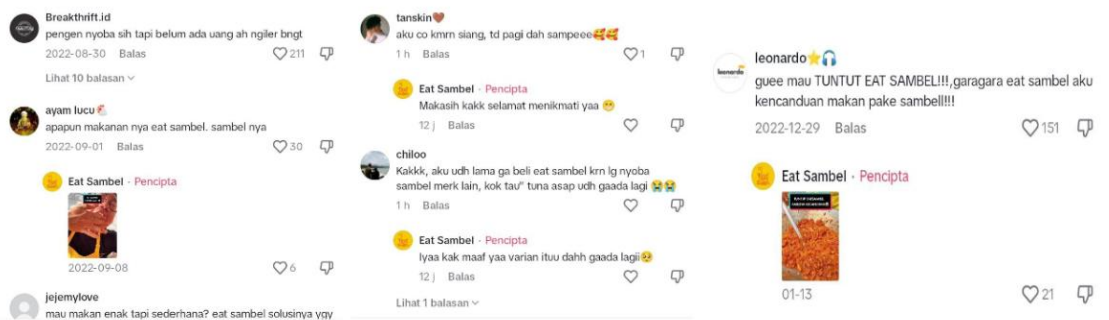 Breakthrift.id
pengen nyoba sih tapi belum ada uang ah ngiler bngt
2022-08-30 Balas 211
Lihat 10 balasan
ayam lucu
apapun makanan nya eat sambel. sambel nya
2022-09-01 Balas 30
Eat Sambel · Pencipta
2022-09-08 6
jejemylove
mau makan enak tapi sederhana? eat sambel solusinya ygy
tanskin
aku co kmrn siang, td pagi dah sampeee
1 h Balas 1
Eat Sambel · Pencipta
Makasih kakk selamat menikmati yaa
12 j Balas
chiloo
Kakkk, aku udh lama ga beli eat sambel krn lg nyoba
sambel merk lain, kok tau" tuna asap udh gaada lagi
1 h Balas
Eat Sambel · Pencipta
Iyaa kak maaf yaa varian ituu dahh gaada lagii
12 j Balas
Lihat 1 balasan
leonardo
guee mau TUNTUT EAT SAMBEL!!!,garagara eat sambel aku
kencanduan makan pake sambell!!!
2022-12-29 Balas 151
Eat Sambel · Pencipta
01-13 21